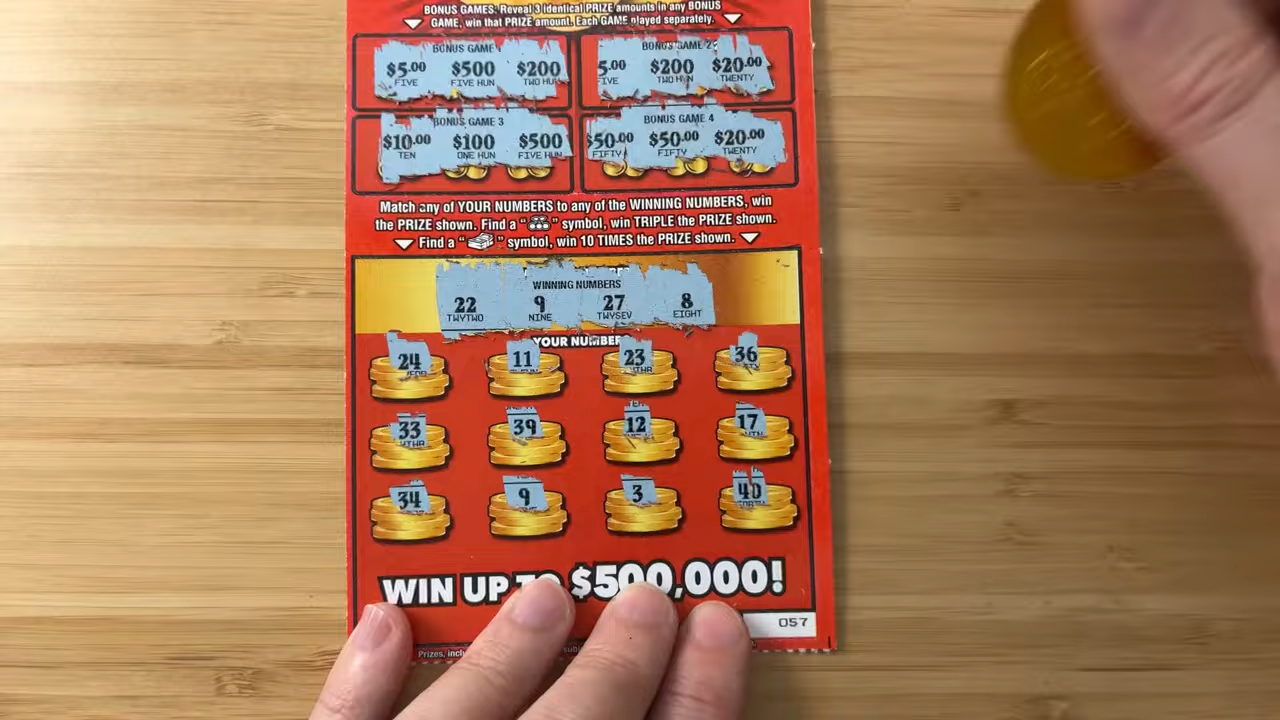 BONUS GAMES: Reveal 3 identical PRIZE amounts in any BONUS
GAME, win that PRIZE amount. Each GAME played separately.
BONUS GAME 1 BONUS GAME 2
$5.00 $500 $200 5.00 $200 $20.00
FIVE FIVE HUN TWO HUN IVE TWO HUN TWENTY
BONUS GAME 3 BONUS GAME 4
$10.00 $100 $500 $50.00 $50.00 $20.00
TEN ONE HUN FIVE HUN FIFTY FIFTY TWENTY
Match any of YOUR NUMBERS to any of the WINNING NUMBERS, win
the PRIZE shown. Find a " " symbol, win TRIPLE the PRIZE shown.
Find a " " symbol, win 10 TIMES the PRIZE shown.
WINNING NUMBERS
22 9 27 8
TWYTWO NINE TWYSEV EIGHT
YOUR NUMBERS
24 11 23 36
33 39 12 17
34 9 3 40
WIN UP TO $500,000!
057
Prizes,